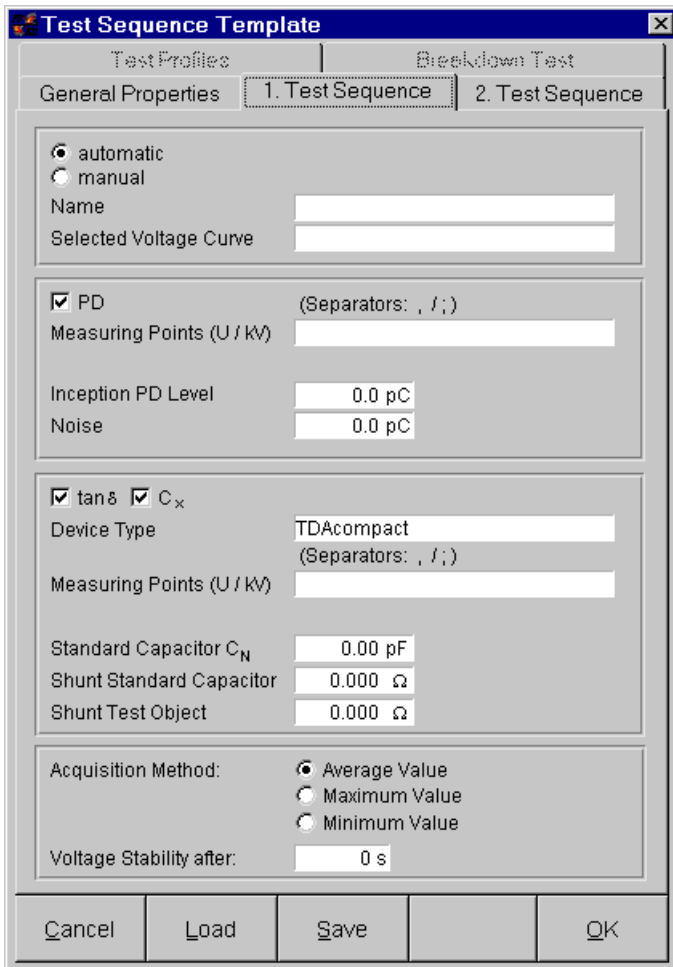 Test Sequence Template
Test Profiles Breakdown Test
General Properties 1. Test Sequence 2. Test Sequence
automatic
manual
Name
Selected Voltage Curve
PD (Separators: , / ; )
Measuring Points (U / kV)
Inception PD Level 0.0 pC
Noise 0.0 pC
tan δ Cx
Device Type TDAcompact
(Separators: , / ; )
Measuring Points (U / kV)
Standard Capacitor CN 0.00 pF
Shunt Standard Capacitor 0.000 Ω
Shunt Test Object 0.000 Ω
Acquisition Method: Average Value
Maximum Value
Minimum Value
Voltage Stability after: 0 s
Cancel Load Save OK